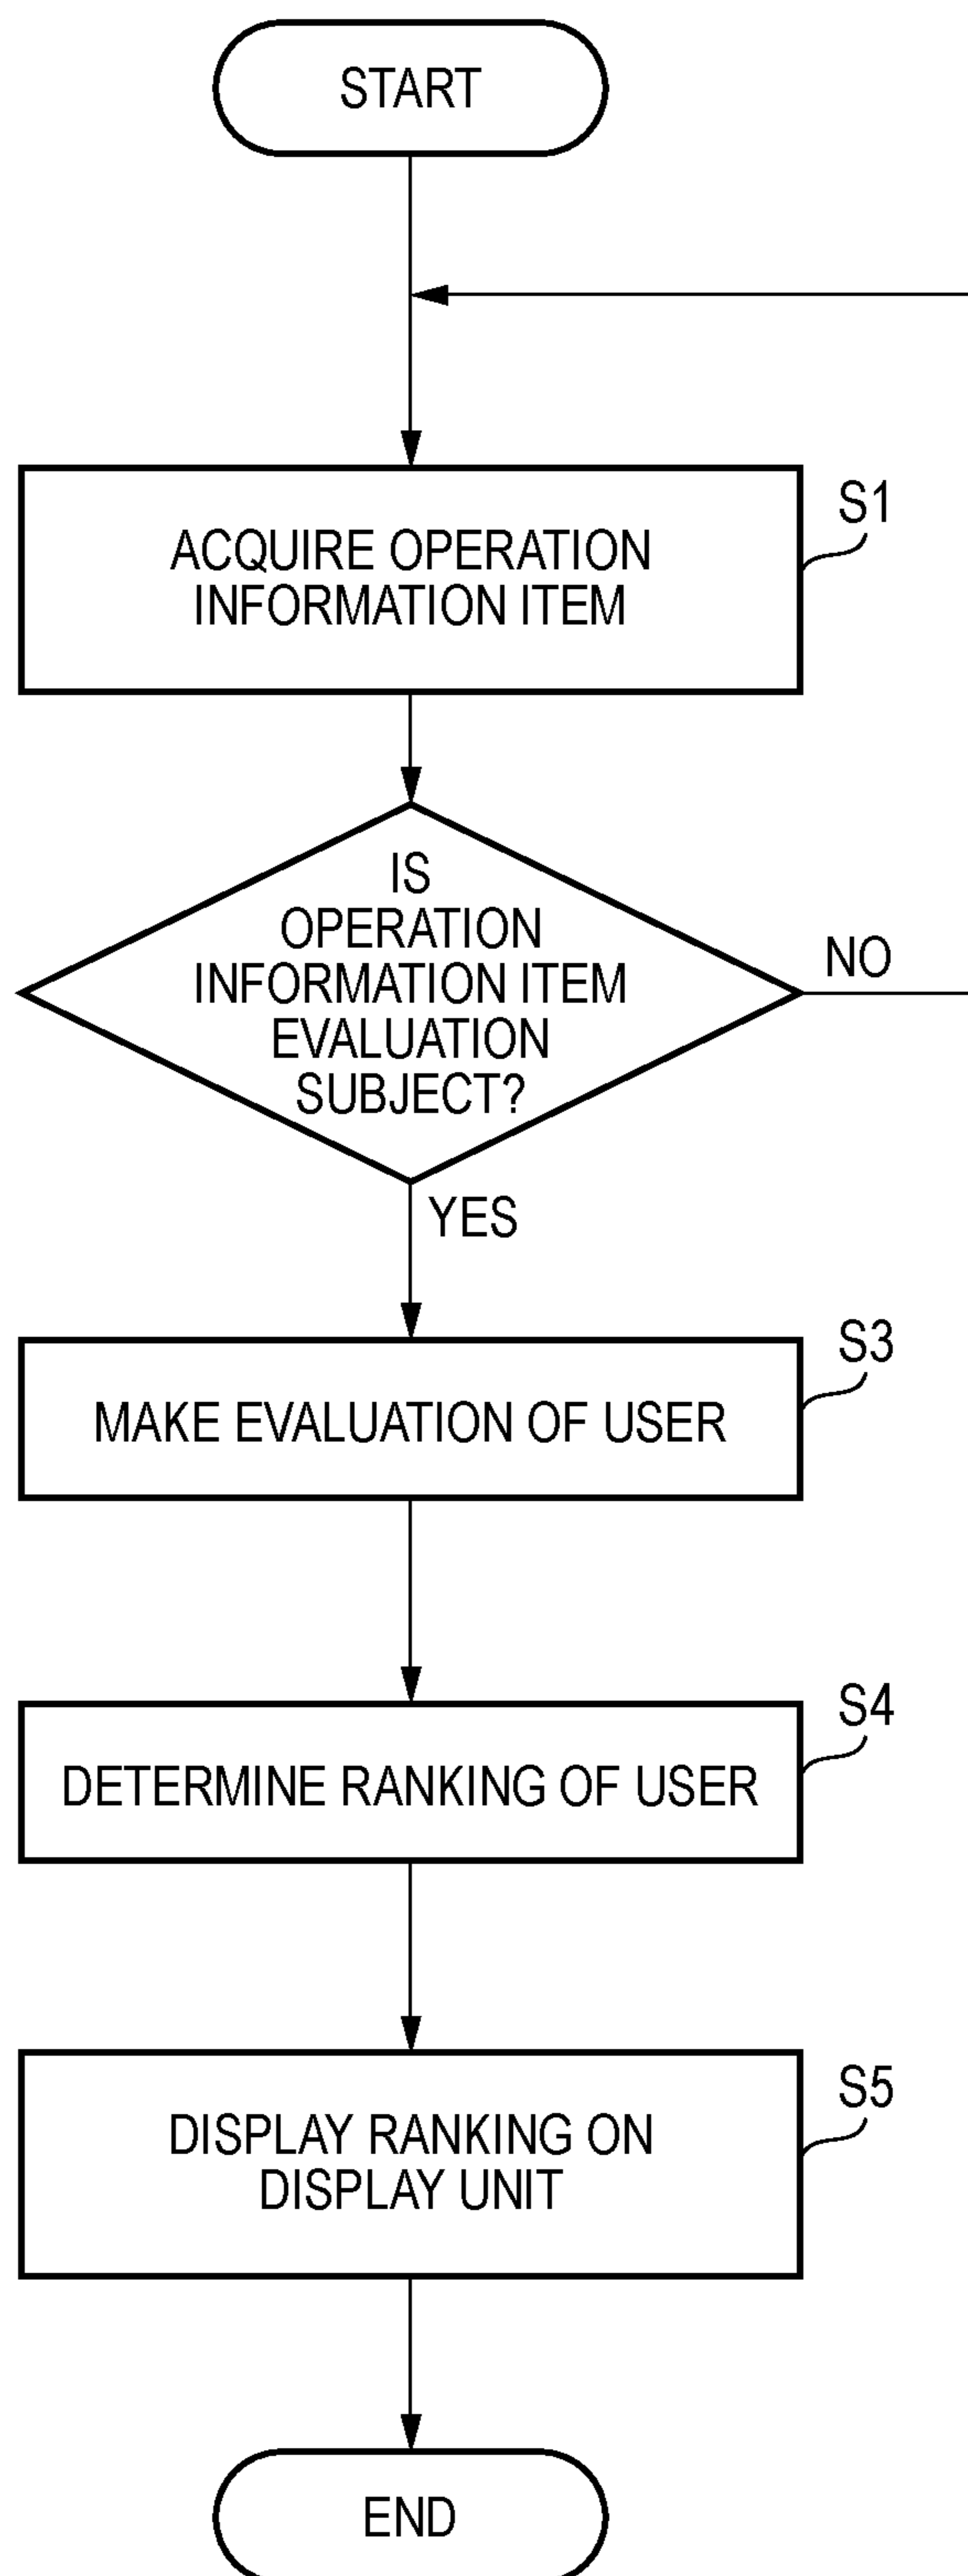 START
S1
ACQUIRE OPERATION
INFORMATION ITEM
IS
OPERATION
INFORMATION ITEM
EVALUATION
SUBJECT?
NO
YES
S3
MAKE EVALUATION OF USER
S4
DETERMINE RANKING OF USER
S5
DISPLAY RANKING ON
DISPLAY UNIT
END